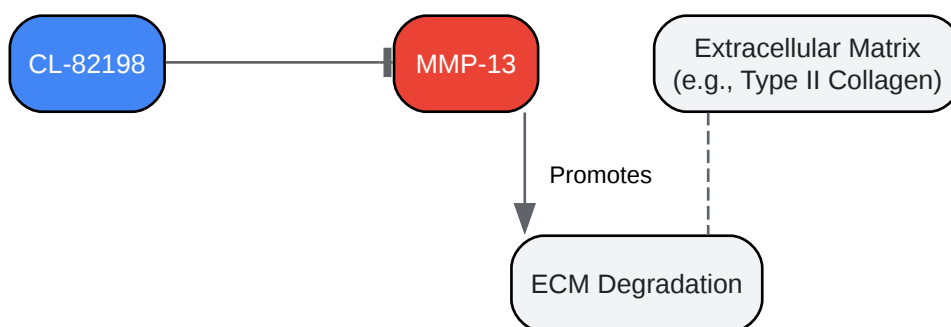 CL-82198
MMP-13
Extracellular Matrix
(e.g., Type II Collagen)
Promotes
ECM Degradation